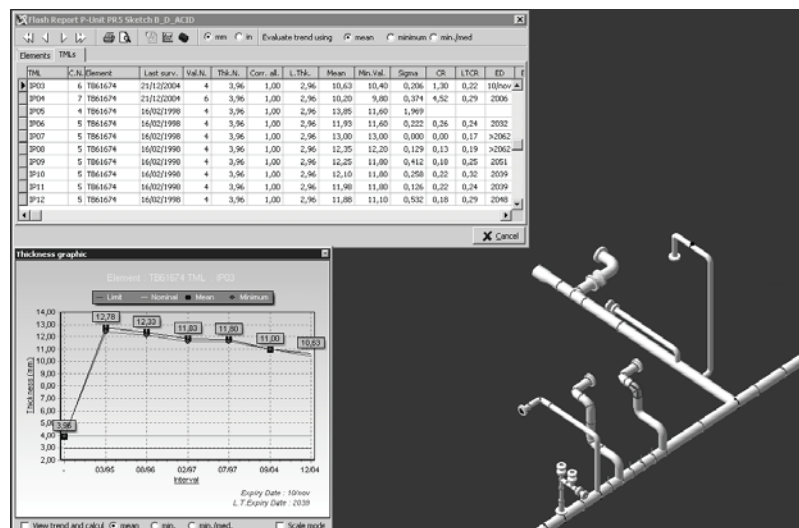 Flash Report P-Unit PR5 Sketch B_D_ACID
mm in Evaluate trend using mean minimum min./med
Elements TMLs
TML C.N. Element Last surv. Val.N. Thk.N. Corr. all. L.Thk. Mean Min.Val. Sigma CR LTCR ED E
IP03 6 TB61674 21/12/2004 4 3,96 1,00 2,96 10,63 10,40 0,206 1,30 0,22 10/nov
IP04 7 TB61674 21/12/2004 6 3,96 1,00 2,96 10,20 9,80 0,374 4,52 0,29 2006
IP05 4 TB61674 16/02/1998 4 3,96 1,00 2,96 13,85 11,60 1,969
IP06 5 TB61674 16/02/1998 4 3,96 1,00 2,96 11,93 11,60 0,222 0,26 0,24 2032
IP07 5 TB61674 16/02/1998 4 3,96 1,00 2,96 13,00 13,00 0,000 0,00 0,17 >2062
IP08 5 TB61674 16/02/1998 4 3,96 1,00 2,96 12,35 12,20 0,129 0,13 0,19 >2062
IP09 5 TB61674 16/02/1998 4 3,96 1,00 2,96 12,25 11,80 0,412 0,18 0,25 2051
IP10 5 TB61674 16/02/1998 4 3,96 1,00 2,96 12,10 11,80 0,258 0,22 0,32 2039
IP11 5 TB61674 16/02/1998 4 3,96 1,00 2,96 11,98 11,80 0,126 0,22 0,24 2039
IP12 5 TB61674 16/02/1998 4 3,96 1,00 2,96 11,88 11,10 0,532 0,18 0,29 2048
Cancel
Thickness graphic
Element : TB61674 TML : IP03
Limit Nominal Mean Minimum
14,00
13,00
12,00
11,00
10,00
9,00
8,00
7,00
6,00
5,00
4,00
3,00
2,00
Thickness (mm.)
3,96
12,78
12,33
11,83
11,80
11,00
10,63
- 03/95 08/96 02/97 07/97 09/04 12/04
Interval
Expiry Date : 10/nov
L.T.Expiry Date : 2038
View trend and calcul mean min. min./med. Scale mode